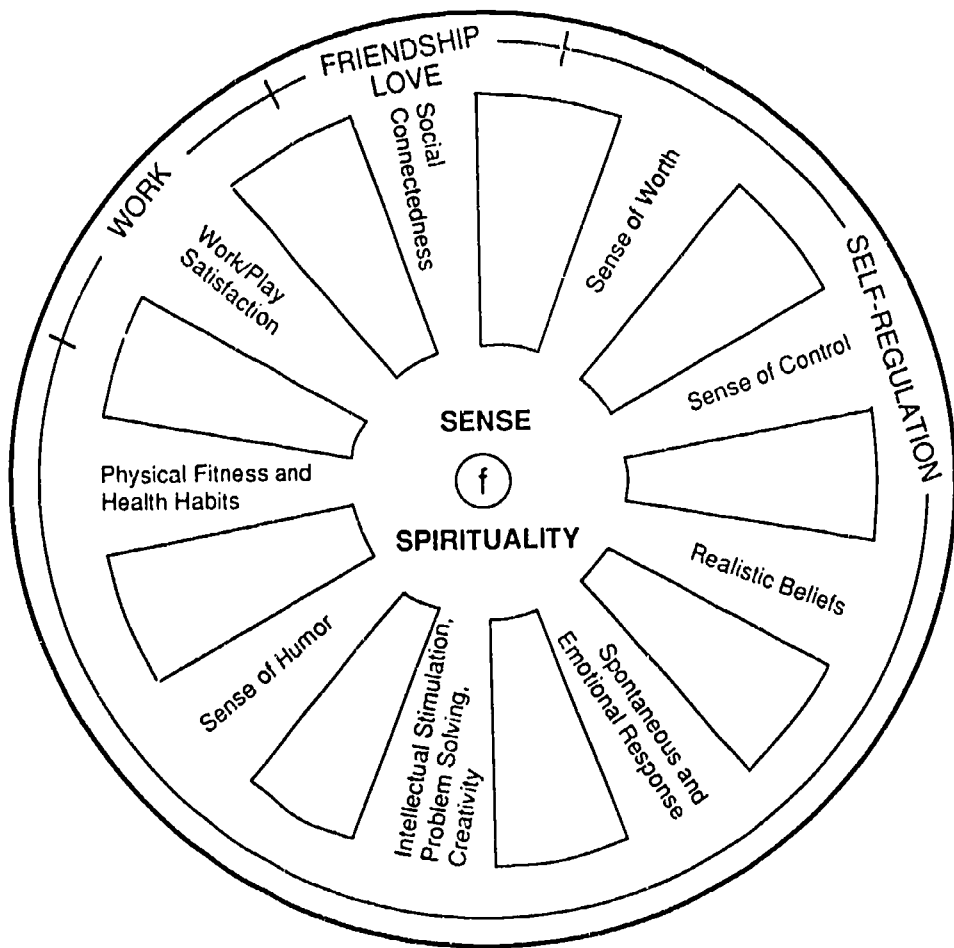 FRIENDSHIP
LOVE
WORK
SELF-REGULATION
Social
Connectedness
Sense of Worth
Work/Play
Satisfaction
Sense of Control
SENSE
f
SPIRITUALITY
Physical Fitness and
Health Habits
Realistic Beliefs
Spontaneous and
Emotional Response
Sense of Humor
Intellectual Stimulation,
Problem Solving,
Creativity